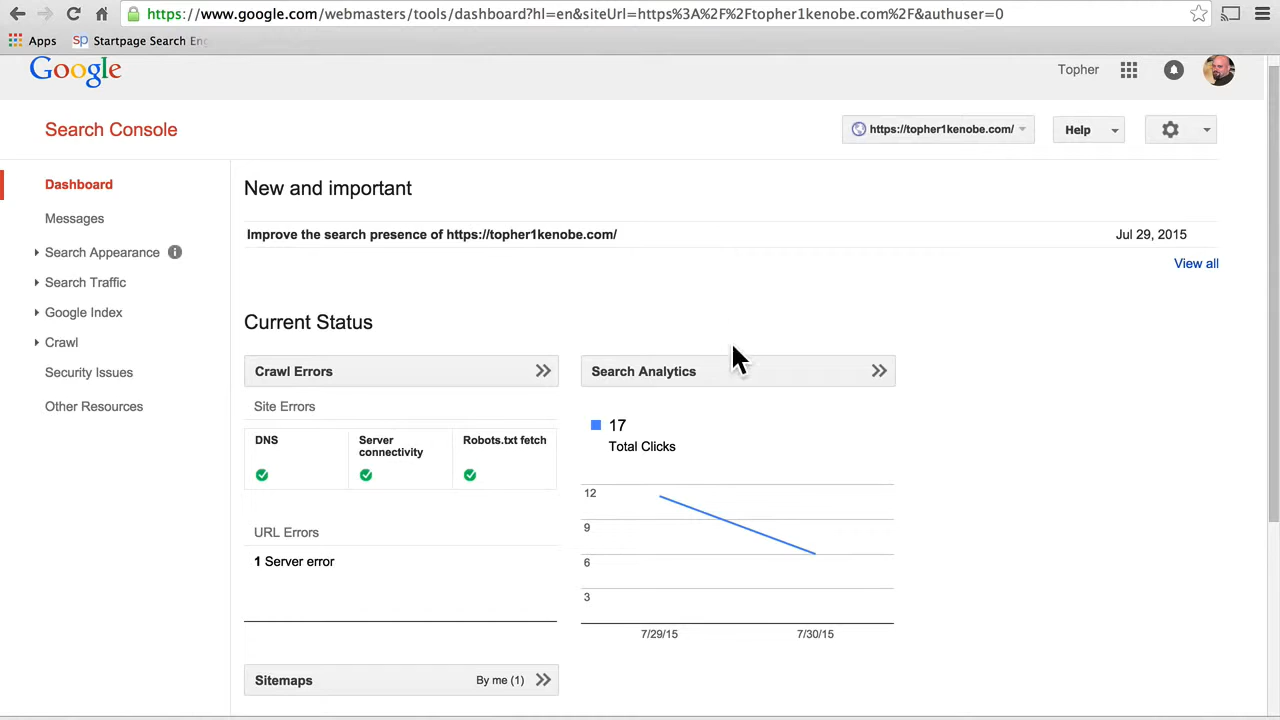 https://www.google.com/webmasters/tools/dashboard?hl=en&siteUrl=https%3A%2F%2Ftopher1kenobe.com%2F&authuser=0
Apps SP Startpage Search Eng
Google
Topher
Search Console
https://topher1kenobe.com/
Help
Dashboard
Messages
Search Appearance i
Search Traffic
Google Index
Crawl
Security Issues
Other Resources
New and important
Improve the search presence of https://topher1kenobe.com/ Jul 29, 2015
View all
Current Status
Crawl Errors
Site Errors
DNS
Server connectivity
Robots.txt fetch
URL Errors
1 Server error
Sitemaps By me (1)
Search Analytics
17
Total Clicks
12
9
6
3
7/29/15 7/30/15